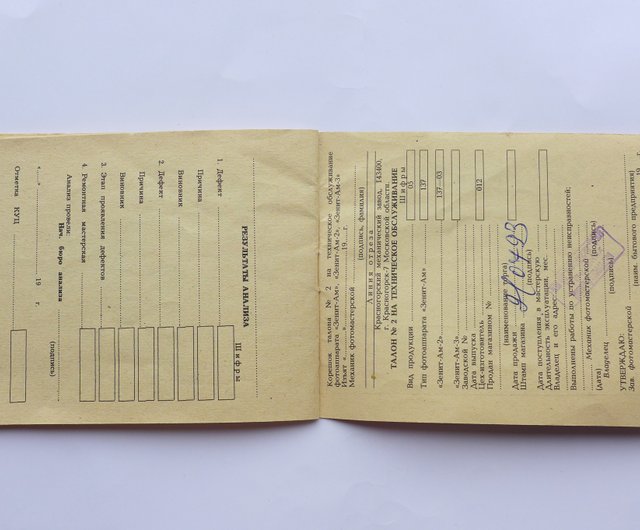 РЕЗУЛЬТАТЫ АНАЛИЗА
Шифры
1. Дефект
Причина
Виновник
2. Дефект
Причина
Виновник
3. Этап проявления дефектов
4. Ремонтная мастерская
Анализ провели:
Нач. бюро анализа
(подпись)
«......» 19 г.
Отметка КУЦ
Корешок талона № 2 на техническое обслуживание
фотоаппарата «Зенит-Ам», «Зенит-Ам-2», «Зенит-Ам-3»
Изъят «......» 19 г.
Механик фотомастерской
(подпись, фамилия)
Линия отреза
Красногорский механический завод, 143400,
г. Красногорск-7 Московской области.
ТАЛОН № 2 НА ТЕХНИЧЕСКОЕ ОБСЛУЖИВАНИЕ
Шифры
Вид продукции 05
Тип фотоаппарата «Зенит-Ам» 137
«Зенит-Ам-2» 137 03
«Зенит-Ам-3»
Заводской №
Дата выпуска
Цех-изготовитель 012
Продан магазином №
(наименование торга)
Дата продажи
Штамп магазина
(подпись)
Дата поступления в мастерскую
Длительность эксплуатации, мес.
Владелец и его адрес
Выполнены работы по устранению неисправностей:
Механик фотомастерской
(дата) (подпись)
Владелец
(подпись)
УТВЕРЖДАЮ:
Зав. фотомастерской
(наим. бытового предприятия)
19 г.